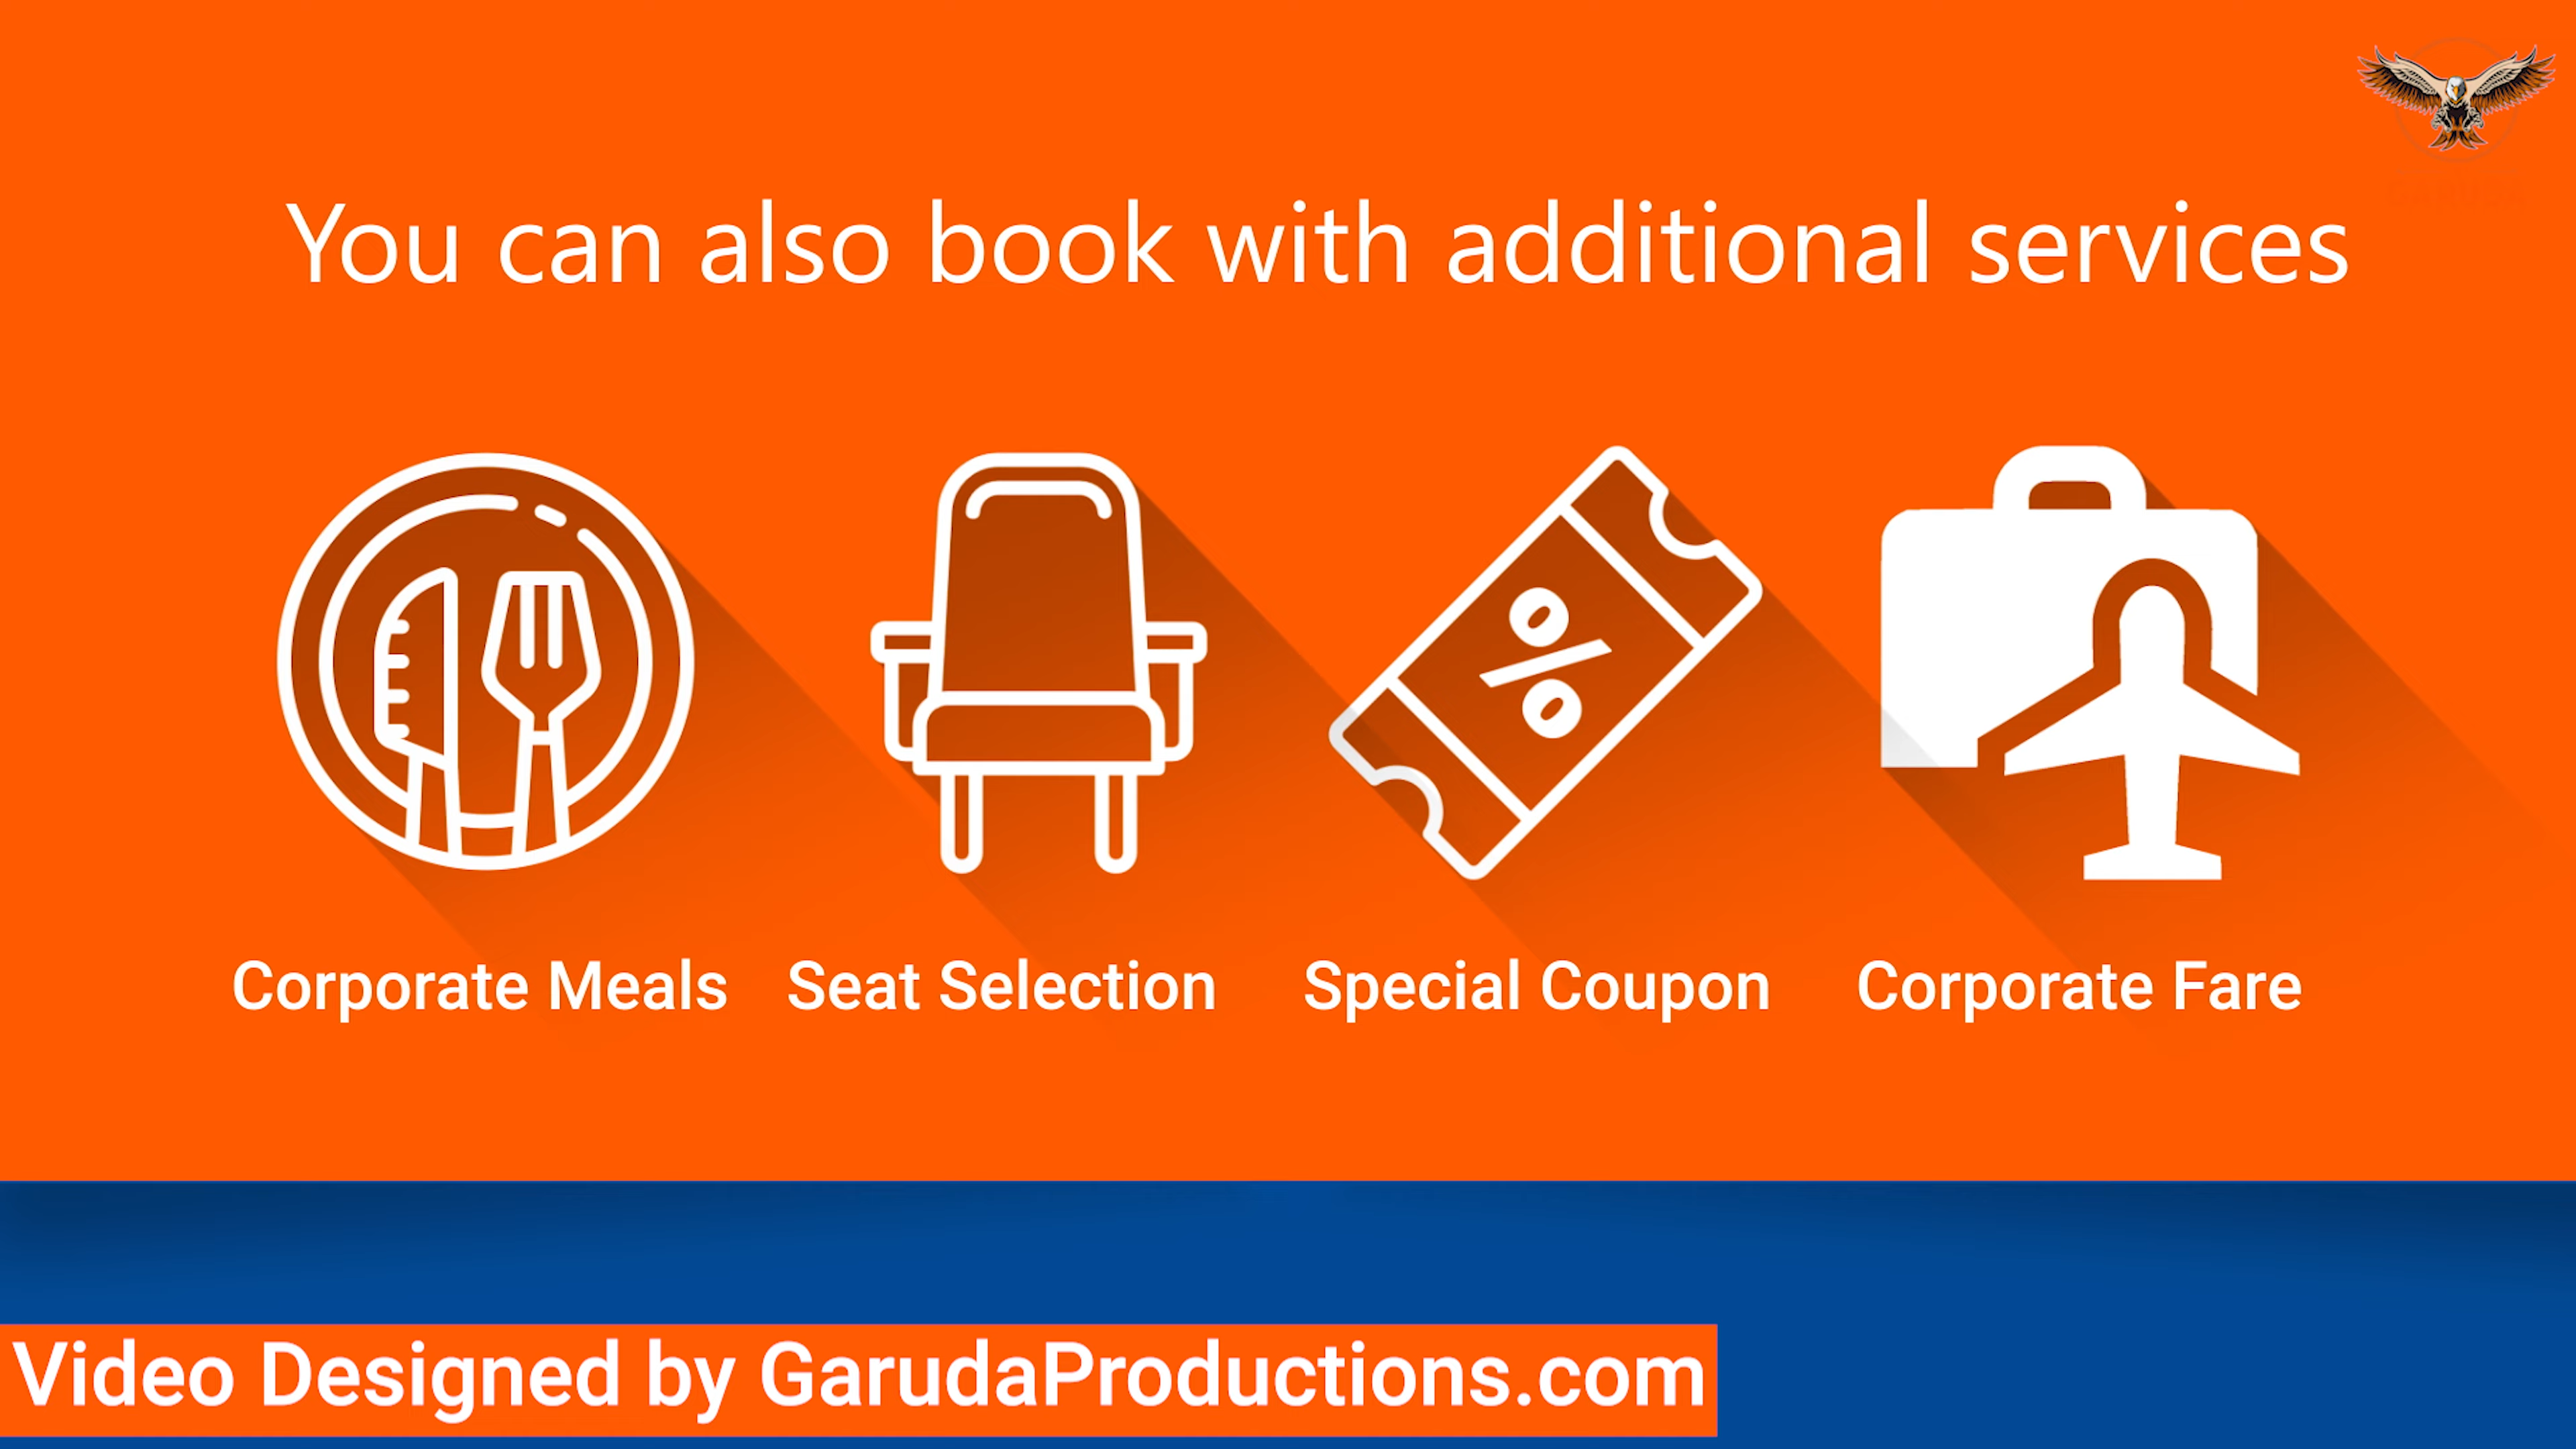 You can also book with additional services
%
Corporate Meals
Seat Selection
Special Coupon
Corporate Fare
Video Designed by GarudaProductions.com